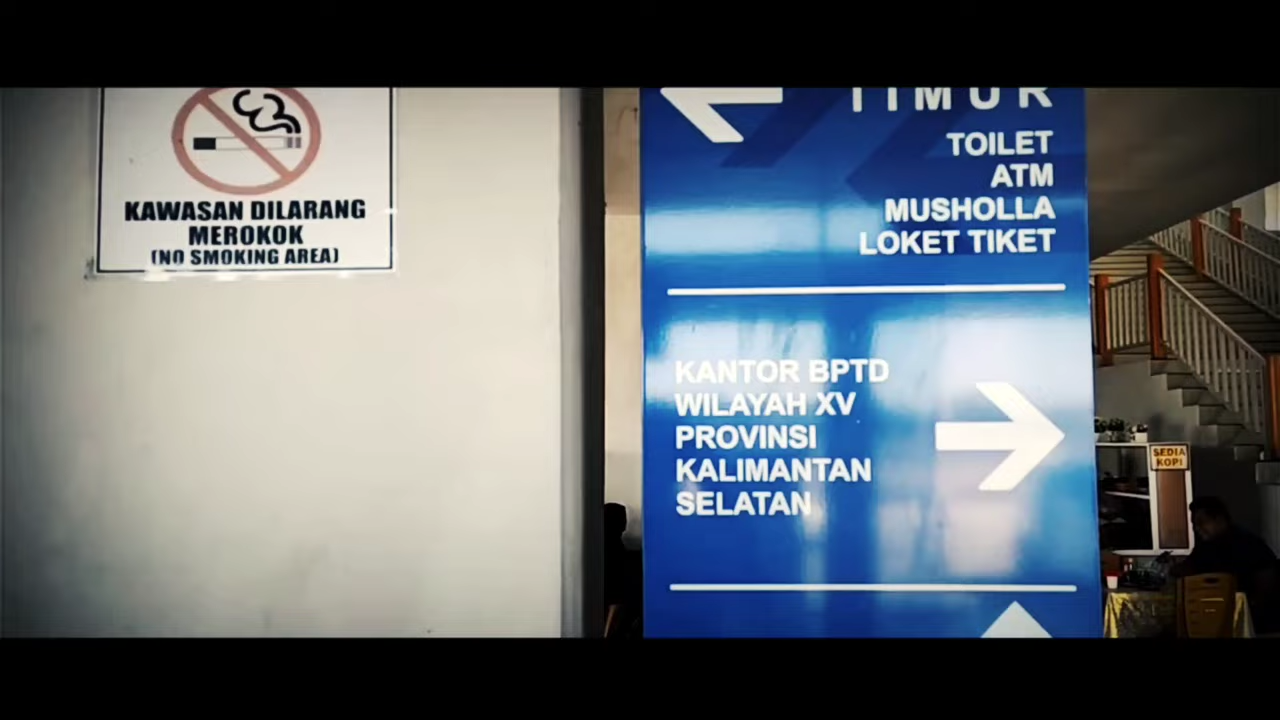 KAWASAN DILARANG
MEROKOK
(NO SMOKING AREA)
TIMUR
TOILET
ATM
MUSHOLLA
LOKET TIKET
KANTOR BPTD
WILAYAH XV
PROVINSI
KALIMANTAN
SELATAN
SEDIA
KOPI